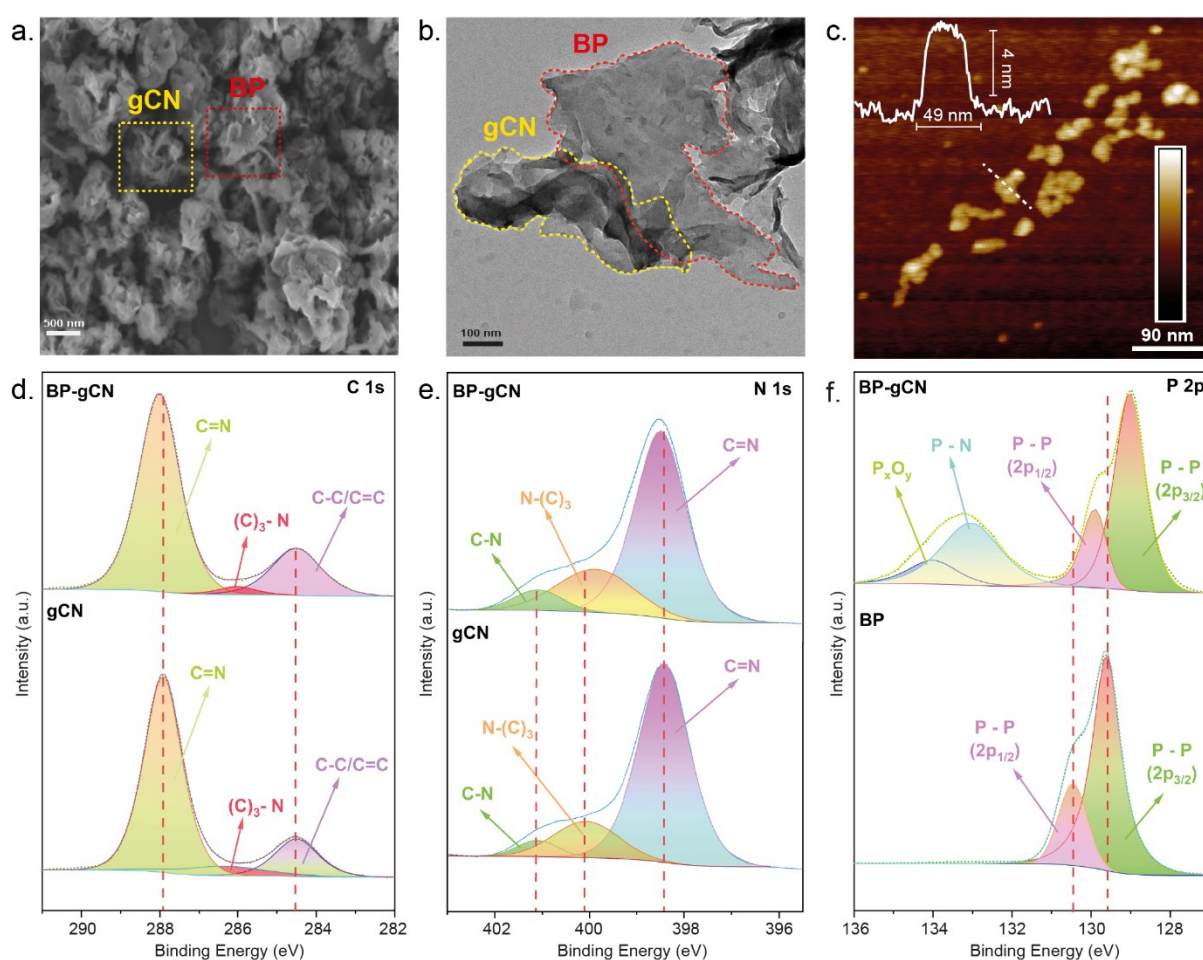 a.
gCN
BP
500 nm
b.
BP
gCN
100 nm
c.
4 nm
49 nm
90 nm
d.
BP-gCN
C 1s
C=N
(C)₃- N
C-C/C=C
gCN
C=N
(C)₃- N
C-C/C=C
Intensity (a.u.)
290 288 286 284 282
Binding Energy (eV)
e.
BP-gCN
N 1s
C=N
N-(C)₃
C-N
gCN
C=N
N-(C)₃
C-N
Intensity (a.u.)
402 400 398 396
Binding Energy (eV)
f.
BP-gCN
P 2p
PₓOᵧ
P - N
P - P
(2p₁/₂)
P - P
(2p₃/₂)
BP
P - P
(2p₁/₂)
P - P
(2p₃/₂)
Intensity (a.u.)
136 134 133 132 130 129 128
Binding Energy (eV)